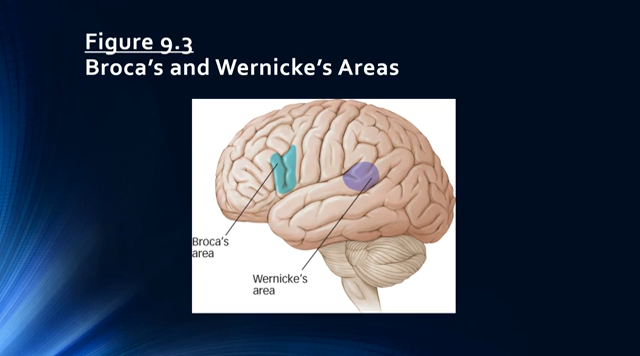 Figure 9.3
Broca's and Wernicke's Areas
Broca's
area
Wernicke's
area